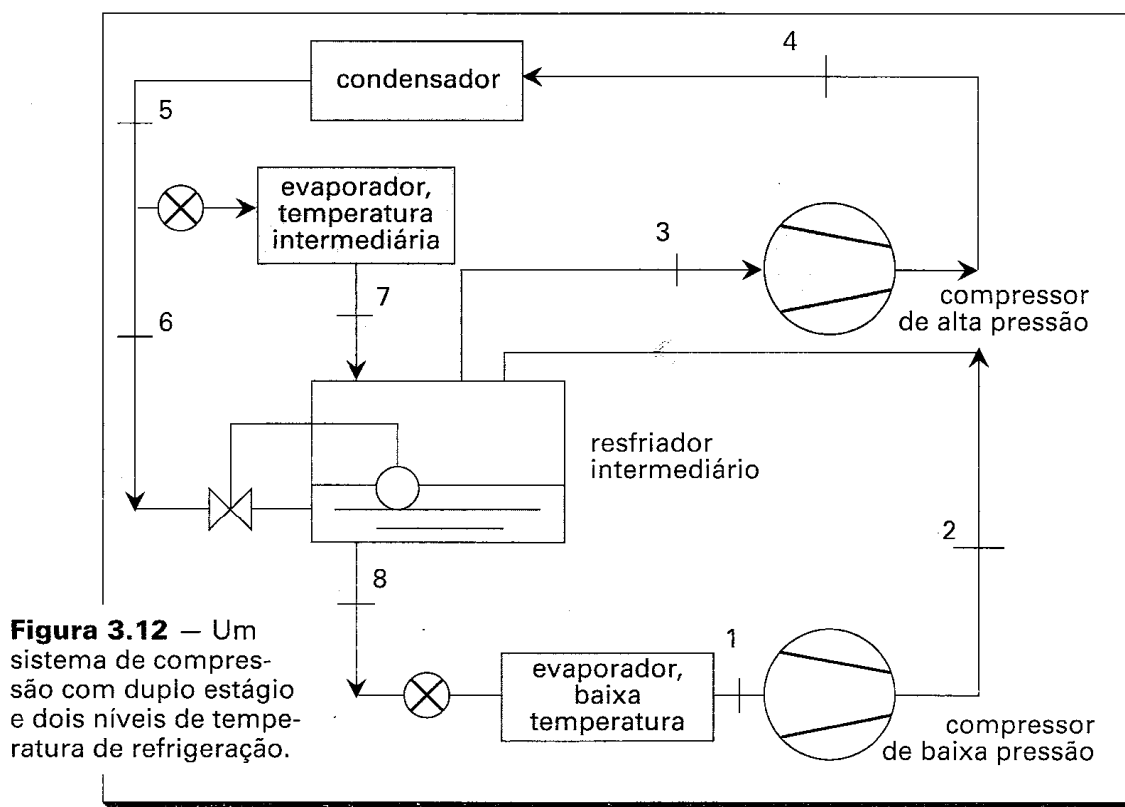 4
condensador
5
evaporador,
temperatura
intermediária
3
7
compressor
de alta pressão
6
resfriador
intermediário
2
8
Figura 3.12 — Um
sistema de compres-
são com duplo estágio
e dois níveis de tempe-
ratura de refrigeração.
1
evaporador,
baixa
temperatura
compressor
de baixa pressão